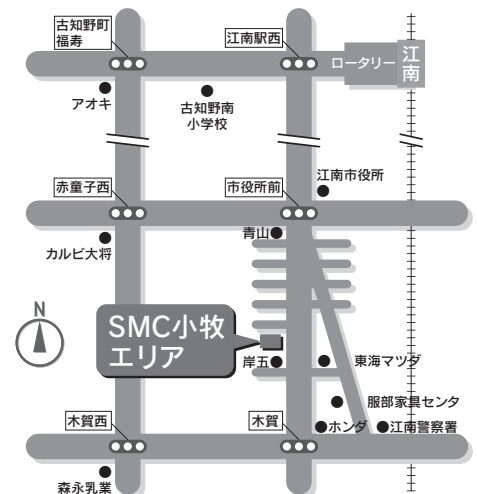 古知野町
福寿
江南駅西
ロータリー
江南
アオキ
古知野南
小学校
赤童子西
市役所前
江南市役所
カルビ大将
青山
N
SMC小牧
エリア
岸五
東海マツダ
服部家具センタ
木賀西
木賀
ホンダ
江南警察署
森永乳業